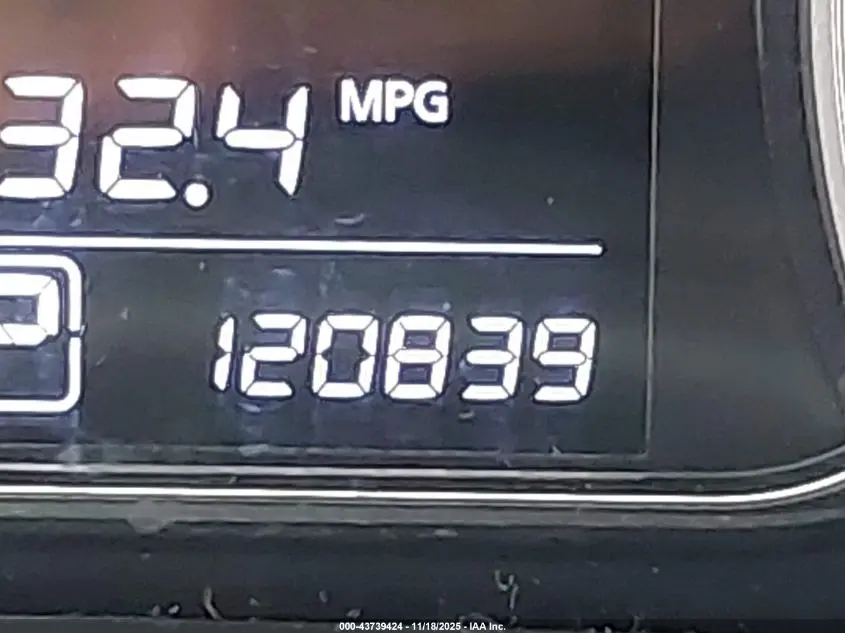 32.4 MPG
P 120839
000-43739424 - 11/18/2025 - IAA Inc.